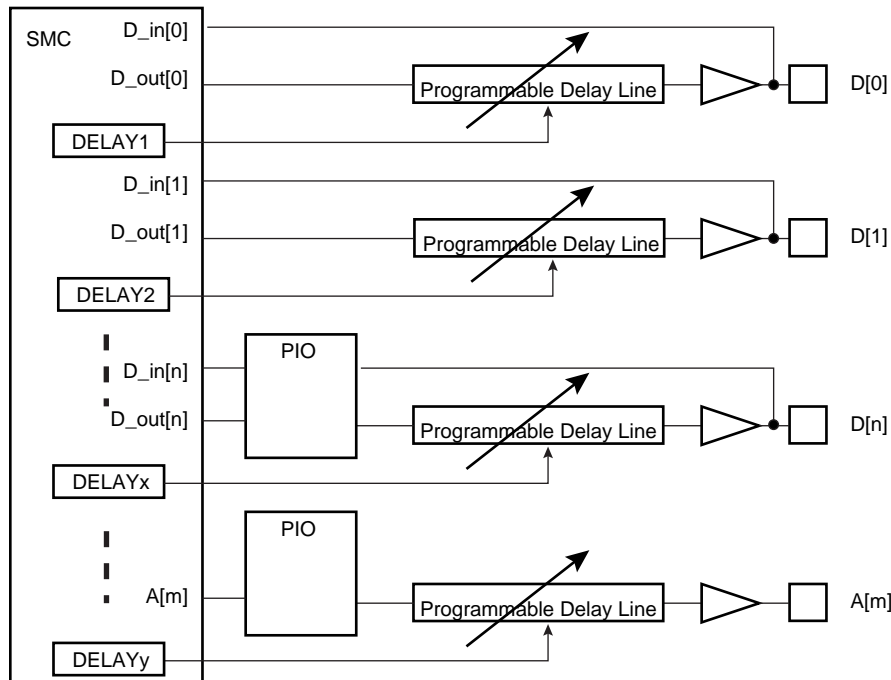 SMC
D_in[0]
D_out[0]
Programmable Delay Line
D[0]
DELAY1
D_in[1]
D_out[1]
Programmable Delay Line
D[1]
DELAY2
PIO
D_in[n]
D_out[n]
Programmable Delay Line
D[n]
DELAYx
PIO
A[m]
Programmable Delay Line
A[m]
DELAYy